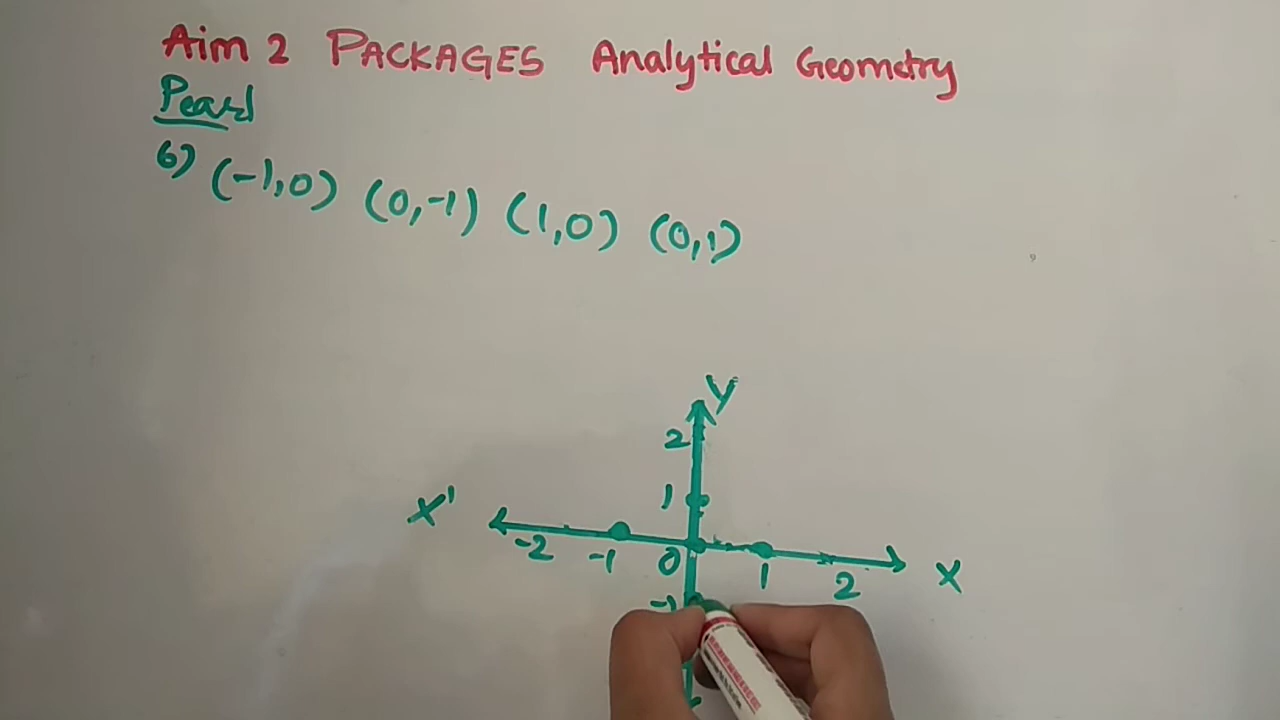 Aim 2 PACKAGES Analytical Geometry
Pearl
6) (-1,0) (0,-1) (1,0) (0,1)
Y
2
1
X'
-2 -1 0 1 2 X
-1